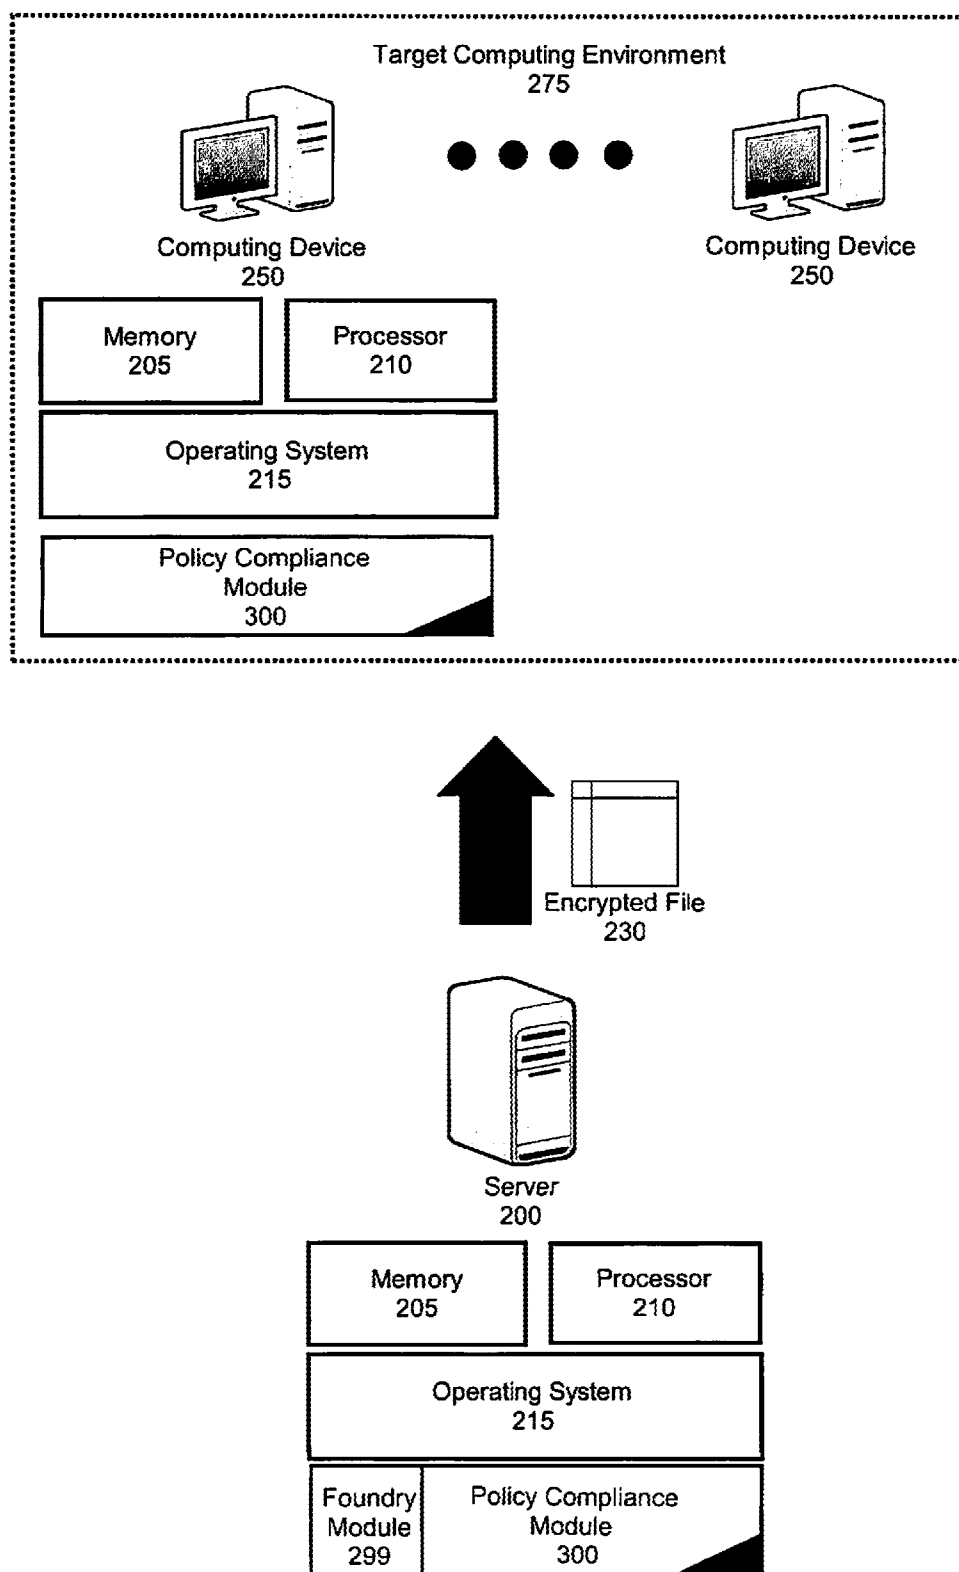 Target Computing Environment
275
Computing Device
250
Computing Device
250
Memory
205
Processor
210
Operating System
215
Policy Compliance
Module
300
Encrypted File
230
Server
200
Memory
205
Processor
210
Operating System
215
Foundry
Module
299
Policy Compliance
Module
300